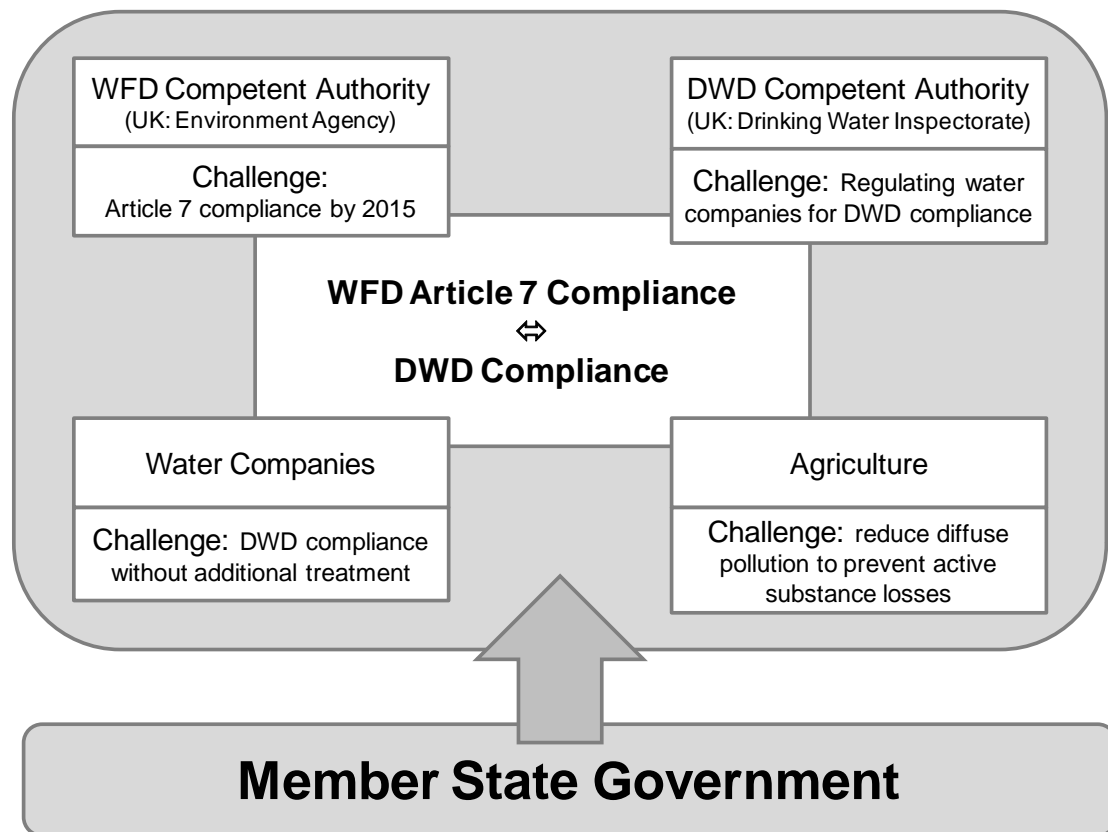 WFD Competent Authority
(UK: Environment Agency)
Challenge:
Article 7 compliance by 2015
DWD Competent Authority
(UK: Drinking Water Inspectorate)
Challenge: Regulating water
companies for DWD compliance
WFD Article 7 Compliance
⇔
DWD Compliance
Water Companies
Challenge: DWD compliance
without additional treatment
Agriculture
Challenge: reduce diffuse
pollution to prevent active
substance losses
Member State Government